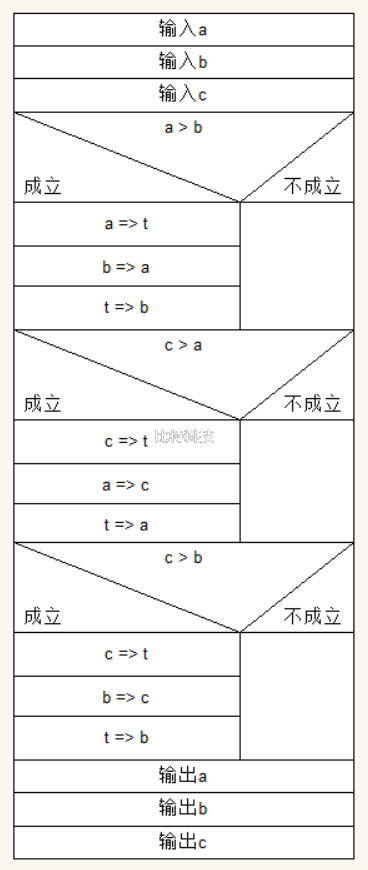 输入a
输入b
输入c
a > b
成立
不成立
a => t
b => a
t => b
c > a
成立
不成立
c => t
比特科技
a => c
t => a
c > b
成立
不成立
c => t
b => c
t => b
输出a
输出b
输出c